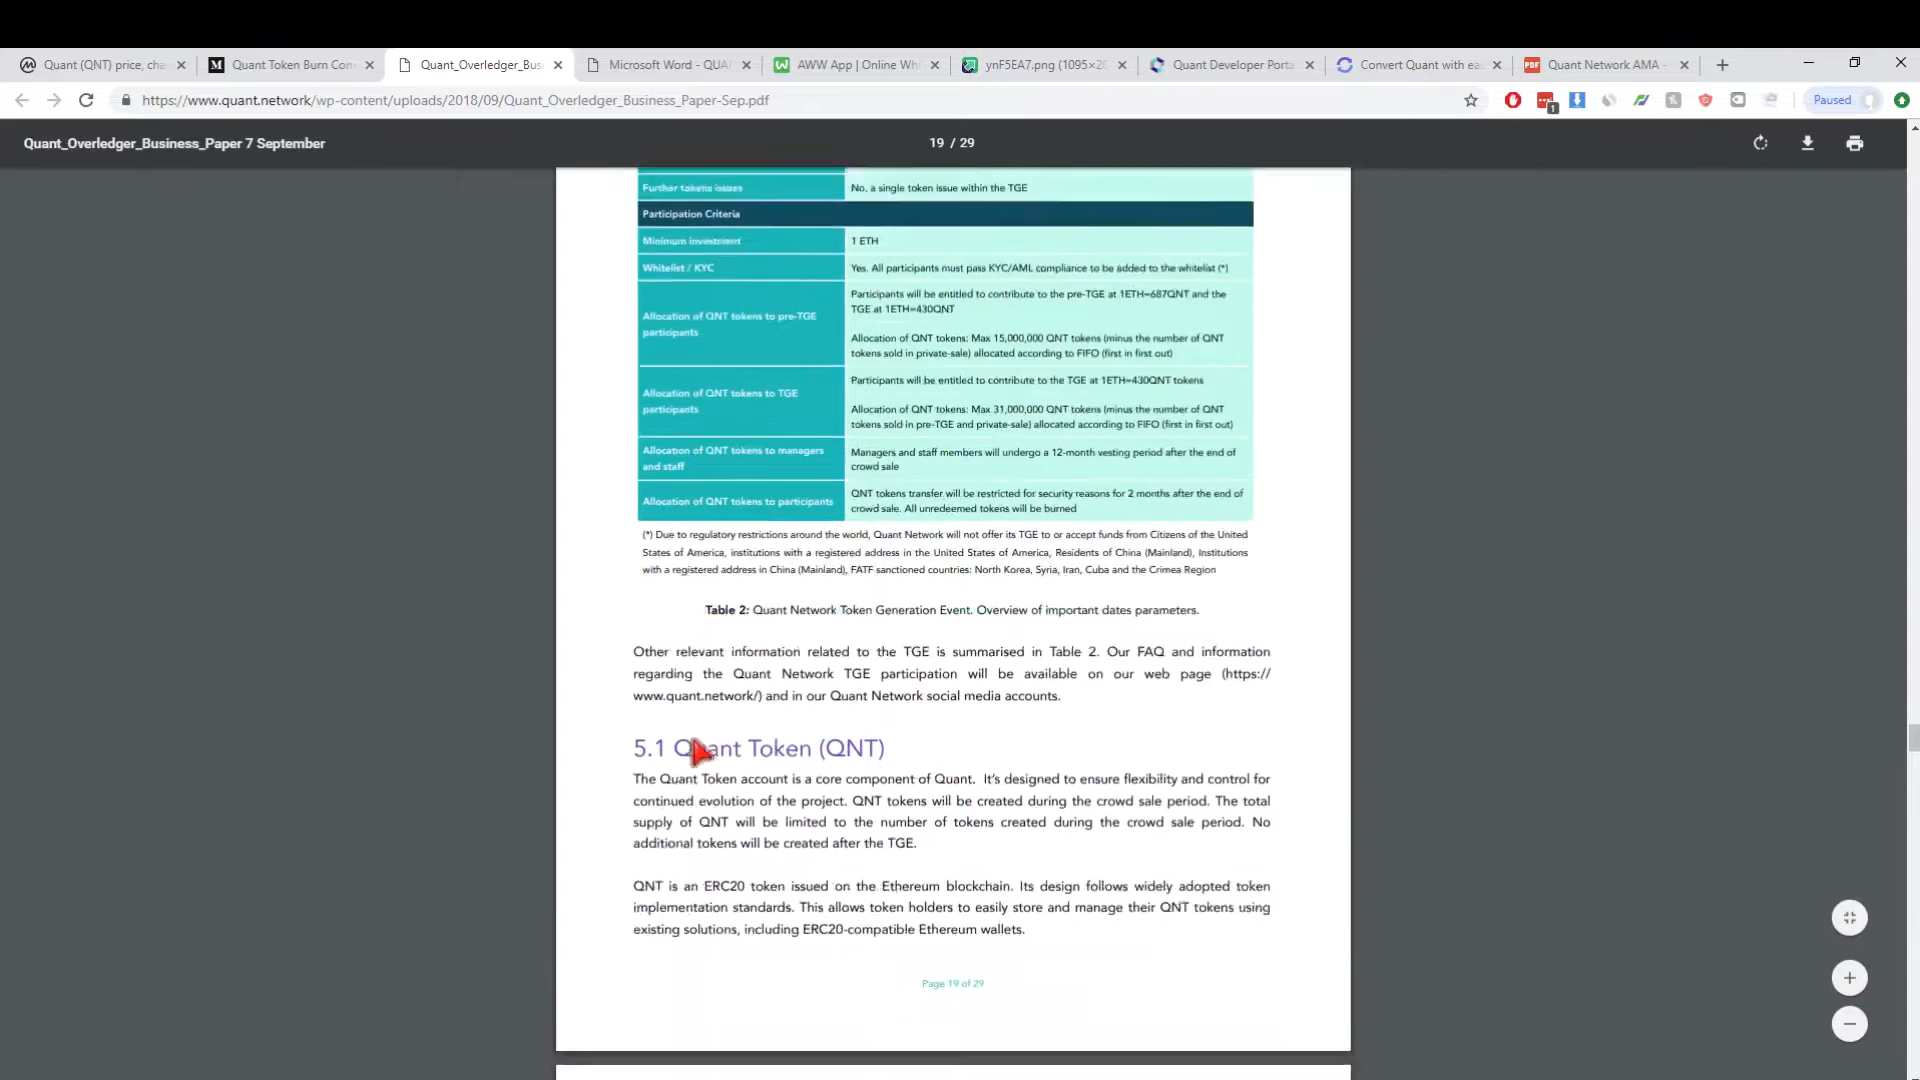 Quant (QNT) price, cha
Quant Token Burn Con
Quant_Overledger_Bus
Microsoft Word - QUA
AWW App | Online Whi
ynF5EA7.png (1095×20
Quant Developer Porta
Convert Quant with eas
Quant Network AMA -
https://www.quant.network/wp-content/uploads/2018/09/Quant_Overledger_Business_Paper-Sep.pdf
1
Paused
Quant_Overledger_Business_Paper 7 September
19 / 29
Further tokens issues
No, a single token issue within the TGE
Participation Criteria
Minimum investment
1 ETH
Whitelist / KYC
Yes. All participants must pass KYC/AML compliance to be added to the whitelist (*)
Allocation of QNT tokens to pre-TGE
participants
Participants will be entitled to contribute to the pre-TGE at 1ETH=687QNT and the
TGE at 1ETH=430QNT
Allocation of QNT tokens: Max 15,000,000 QNT tokens (minus the number of QNT
tokens sold in private-sale) allocated according to FIFO (first in first out)
Allocation of QNT tokens to TGE
participants
Participants will be entitled to contribute to the TGE at 1ETH=430QNT tokens
Allocation of QNT tokens: Max 31,000,000 QNT tokens (minus the number of QNT
tokens sold in pre-TGE and private-sale) allocated according to FIFO (first in first out)
Allocation of QNT tokens to managers
and staff
Managers and staff members will undergo a 12-month vesting period after the end of
crowd sale
Allocation of QNT tokens to participants
QNT tokens transfer will be restricted for security reasons for 2 months after the end of
crowd sale. All unredeemed tokens will be burned
(*) Due to regulatory restrictions around the world, Quant Network will not offer its TGE to or accept funds from Citizens of the United
States of America, institutions with a registered address in the United States of America, Residents of China (Mainland), Institutions
with a registered address in China (Mainland), FATF sanctioned countries: North Korea, Syria, Iran, Cuba and the Crimea Region
Table 2: Quant Network Token Generation Event. Overview of important dates parameters.
Other relevant information related to the TGE is summarised in Table 2. Our FAQ and information
regarding the Quant Network TGE participation will be available on our web page (https://
www.quant.network/) and in our Quant Network social media accounts.
5.1 Quant Token (QNT)
The Quant Token account is a core component of Quant. It's designed to ensure flexibility and control for
continued evolution of the project. QNT tokens will be created during the crowd sale period. The total
supply of QNT will be limited to the number of tokens created during the crowd sale period. No
additional tokens will be created after the TGE.
QNT is an ERC20 token issued on the Ethereum blockchain. Its design follows widely adopted token
implementation standards. This allows token holders to easily store and manage their QNT tokens using
existing solutions, including ERC20-compatible Ethereum wallets.
Page 19 of 29